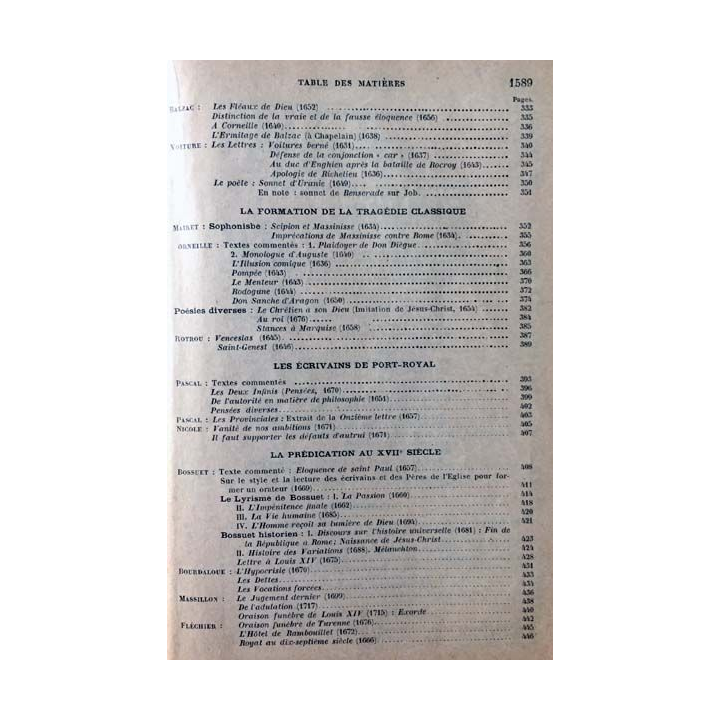 TABLE DES MATIÈRES 1589
Pages.
BALZAC : Les Fléaux de Dieu (1652) 333
Distinction de la vraie et de la fausse éloquence (1656) 335
A Corneille (1640) 336
L'Ermitage de Balzac (à Chapelain) (1638) 339
VOITURE : Les Lettres : Voitures berné (1631) 340
Défense de la conjonction « car » (1637) 344
Au duc d'Enghien après la bataille de Rocroy (1643) 345
Apologie de Richelieu (1636) 347
Le poète : Sonnet d'Uranie (1649) 350
En note : sonnet de Benserade sur Job. 351
LA FORMATION DE LA TRAGÉDIE CLASSIQUE
MAIRET : Sophonisbe : Scipion et Massinisse (1634) 352
Imprécations de Massinisse contre Rome (1634) 355
ORNEILLE : Textes commentés : 1. Plaidoyer de Don Diègue 356
2. Monologue d'Auguste (1640) 360
L'Illusion comique (1636) 363
Pompée (1643) 366
Le Menteur (1643) 370
Rodogune (1644) 372
Don Sanche d'Aragon (1650) 374
Poésies diverses : Le Chrétien à son Dieu (Imitation de Jésus-Christ, 1654) 382
Au roi (1676) 384
Stances à Marquise (1658) 385
ROTROU : Venceslas (1645) 387
Saint-Genest (1646) 389
LES ÉCRIVAINS DE PORT-ROYAL
PASCAL : Textes commentés 393
Les Deux Infinis (Pensées, 1670) 396
De l'autorité en matière de philosophie (1651) 399
Pensées diverses 402
PASCAL : Les Provinciales : Extrait de la Onzième lettre (1657) 403
NICOLE : Vanité de nos ambitions (1671) 405
Il faut supporter les défauts d'autrui (1671) 407
LA PRÉDICATION AU XVIIe SIÈCLE
BOSSUET : Texte commenté : Eloquence de saint Paul (1657) 408
Sur le style et la lecture des écrivains et des Pères de l'Eglise pour for-
mer un orateur (1669) 411
Le Lyrisme de Bossuet : I. La Passion (1660) 414
II. L'Impénitence finale (1662) 418
III. La Vie humaine (1685) 420
IV. L'Homme reçoit sa lumière de Dieu (1695) 421
Bossuet historien : I. Discours sur l'histoire universelle (1681) : Fin de
la République à Rome; Naissance de Jésus-Christ 423
II. Histoire des Variations (1688). Mélanchton 424
Lettre à Louis XIV (1675) 428
BOURDALOUE : L'Hypocrisie (1670) 431
Les Dettes 433
Les Vocations forcées 434
MASSILLON : Le Jugement dernier (1699) 436
De l'adulation (1717) 438
Oraison funèbre de Louis XIV (1715) : Exorde 440
FLÉCHIER : Oraison funèbre de Turenne (1676) 442
L'Hôtel de Rambouillet (1672) 445
Royat au dix-septième siècle (1666) 446